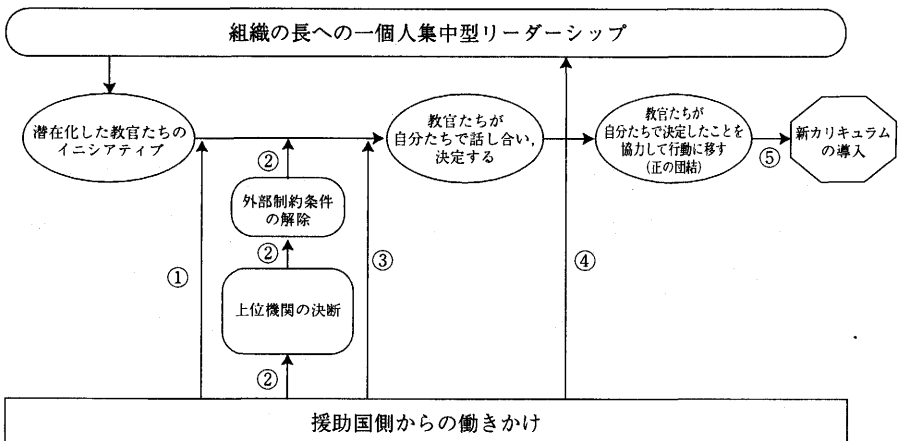 組織の長への一個人集中型リーダーシップ
潜在化した教官たちの
イニシアティブ
教官たちが
自分たちで話し合い,
決定する
教官たちが
自分たちで決定したことを
協力して行動に移す
(正の団結)
⑤
新カリキュラム
の導入
②
外部制約条件
の解除
②
上位機関の決断
②
①
③
④
援助国側からの働きかけ